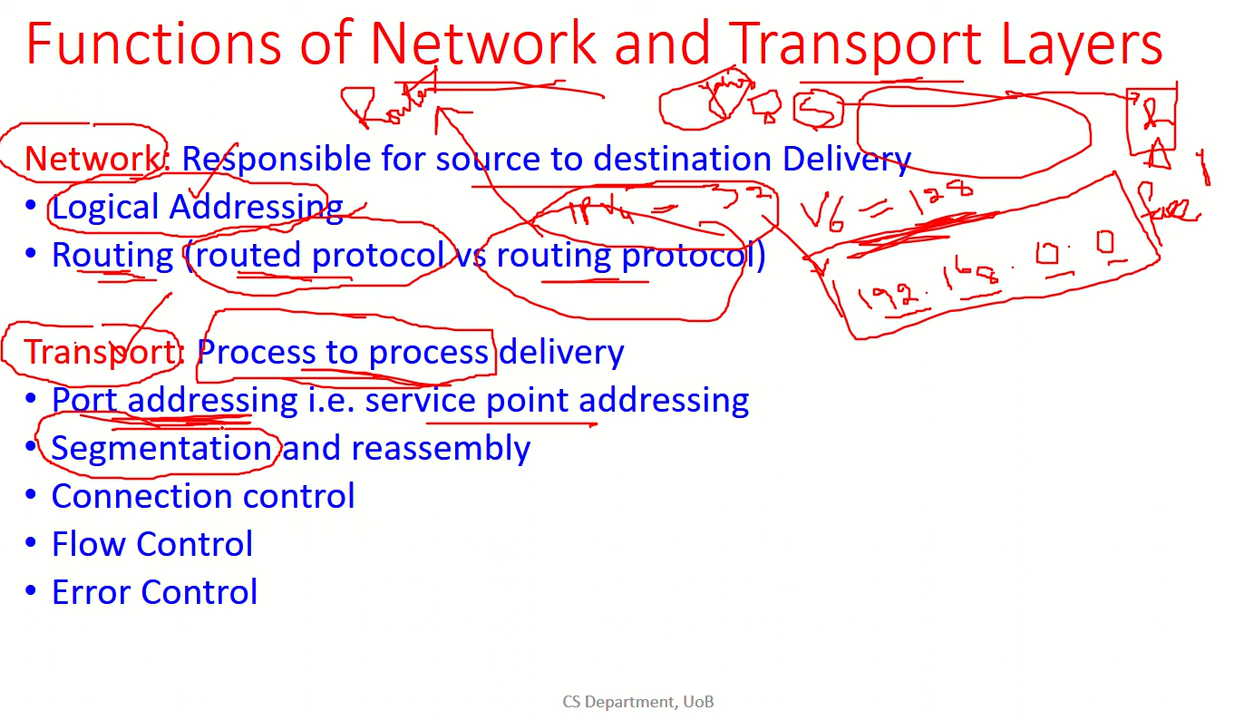 Functions of Network and Transport Layers
Router
S
Network: Responsible for source to destination Delivery
• Logical Addressing
IPV4 = 32
V6 = 128
• Routing (routed protocol vs routing protocol)
192.168.0.0
Transport: Process to process delivery
• Port addressing i.e. service point addressing
• Segmentation and reassembly
• Connection control
• Flow Control
• Error Control
CS Department, UoB